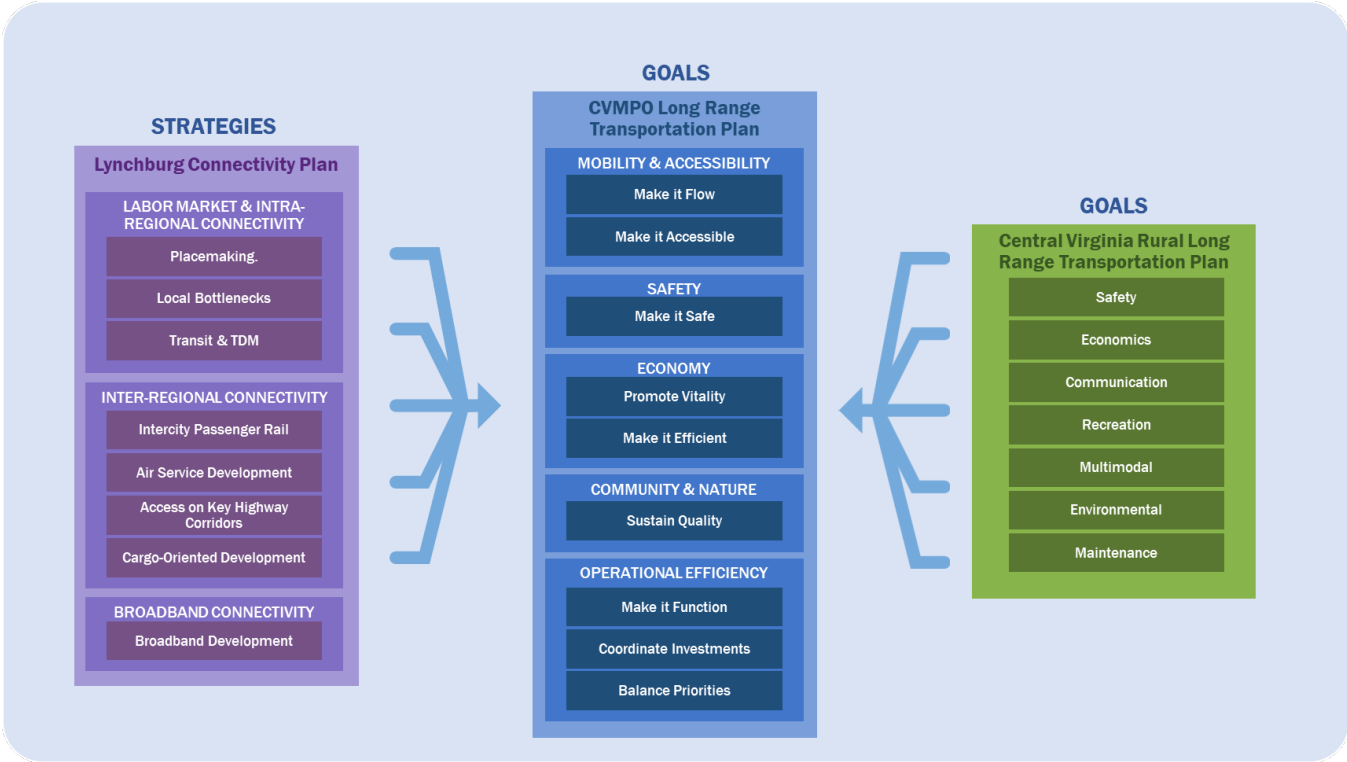 STRATEGIES
Lynchburg Connectivity Plan
LABOR MARKET & INTRA-
REGIONAL CONNECTIVITY
Placemaking.
Local Bottlenecks
Transit & TDM
INTER-REGIONAL CONNECTIVITY
Intercity Passenger Rail
Air Service Development
Access on Key Highway
Corridors
Cargo-Oriented Development
BROADBAND CONNECTIVITY
Broadband Development
GOALS
CVMPO Long Range
Transportation Plan
MOBILITY & ACCESSIBILITY
Make it Flow
Make it Accessible
SAFETY
Make it Safe
ECONOMY
Promote Vitality
Make it Efficient
COMMUNITY & NATURE
Sustain Quality
OPERATIONAL EFFICIENCY
Make it Function
Coordinate Investments
Balance Priorities
GOALS
Central Virginia Rural Long
Range Transportation Plan
Safety
Economics
Communication
Recreation
Multimodal
Environmental
Maintenance